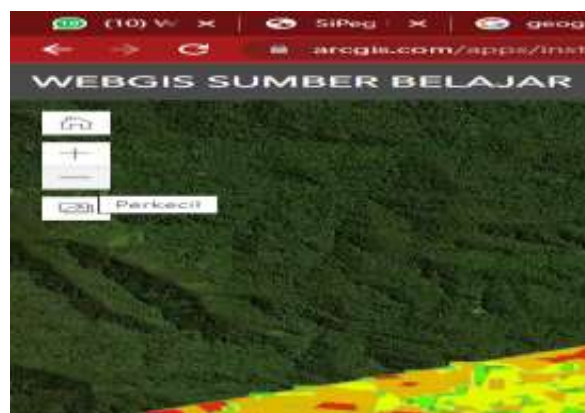 (10) W
SiPeg
geog
arcgis.com/apps/inst
WEBGIS SUMBER BELAJAR
Perkecil